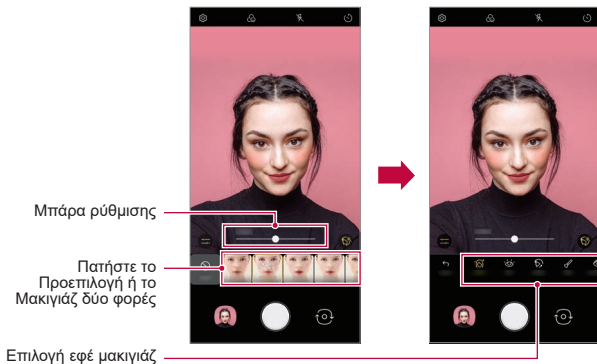 Μπάρα ρύθμισης
Πατήστε το
Προεπιλογή ή το
Μακιγιάζ δύο φορές
Επιλογή εφέ μακιγιάζ